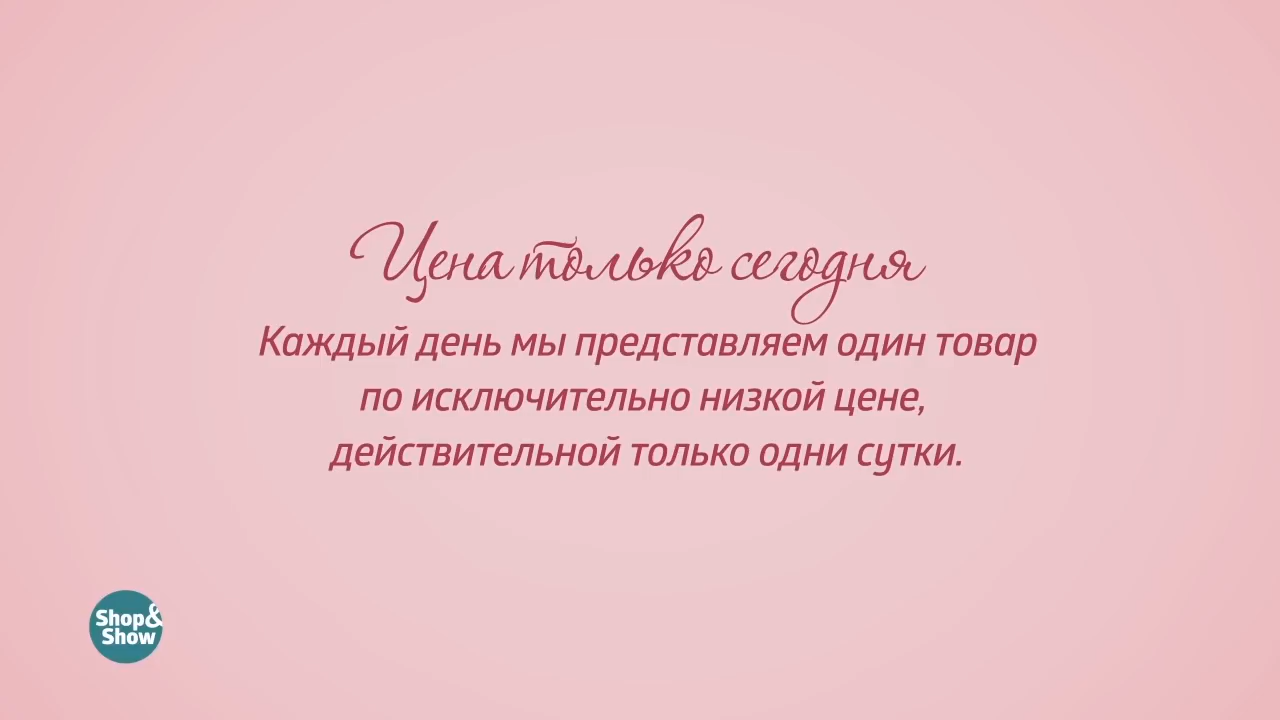 Цена только сегодня
Каждый день мы представляем один товар
по исключительно низкой цене,
действительной только одни сутки.
Shop&
Show